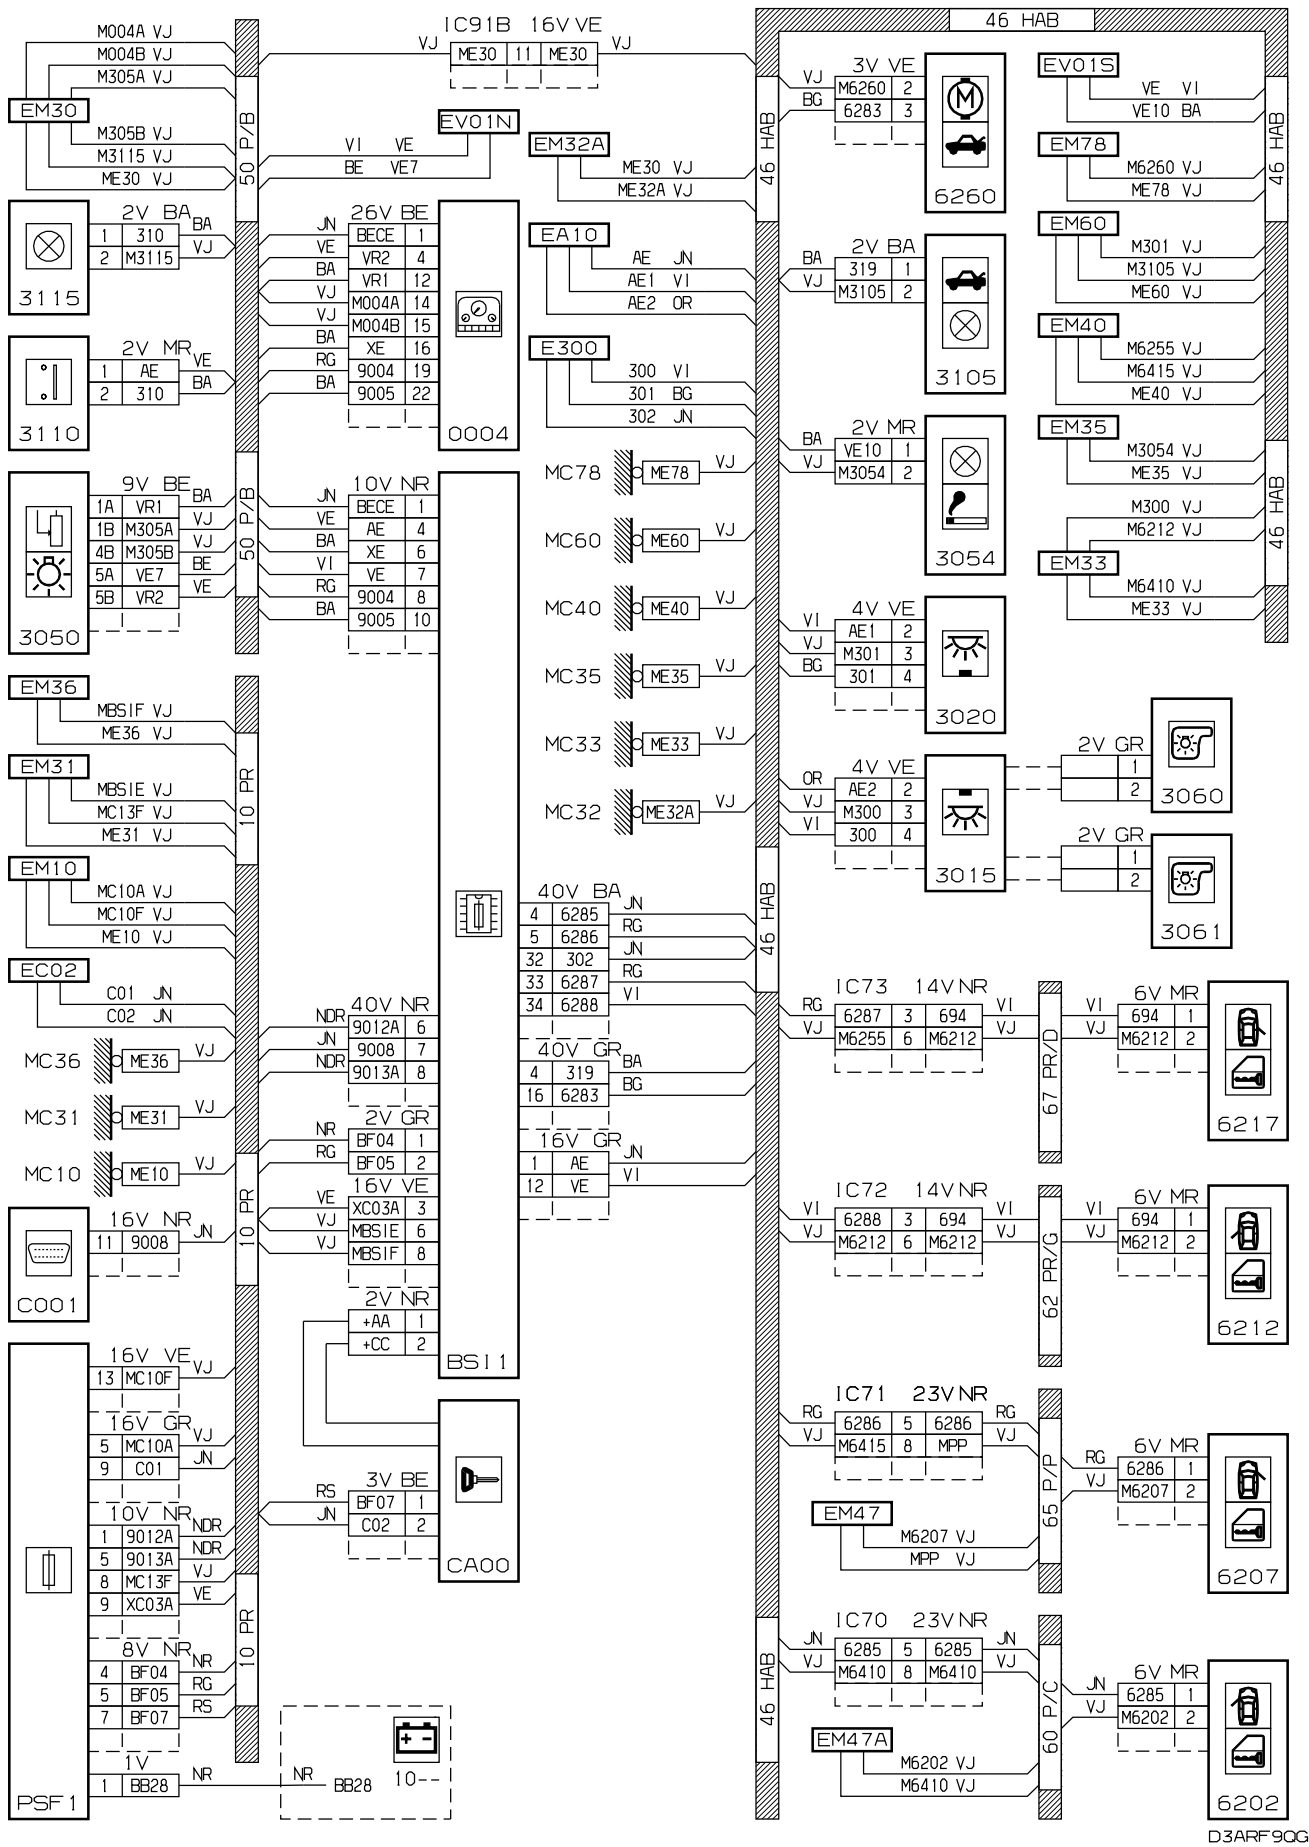 M004A VJ
M004B VJ
M305A VJ
EM30
M305B VJ
M3115 VJ
ME30 VJ
50 P/B
2V BA
1 310 BA
2 M3115 VJ
3115
2V MR
1 AE VE
2 310 BA
3110
9V BE
1A VR1 BA
1B M305A VJ
4B M305B VJ
5A VE7 BE
5B VR2 VE
3050
50 P/B
EM36
MBSIF VJ
ME36 VJ
EM31
MBSIE VJ
MC13F VJ
ME31 VJ
10 PR
EM10
MC10A VJ
MC10F VJ
ME10 VJ
EC02
C01 JN
C02 JN
MC36 ME36 VJ
MC31 ME31 VJ
MC10 ME10 VJ
10 PR
16V NR
11 9008 JN
C001
16V VE
13 MC10F VJ
16V GR
5 MC10A VJ
9 C01 JN
10V NR
1 9012A NDR
5 9013A NDR
8 MC13F VJ
9 XC03A VE
8V NR
4 BF04 NR
5 BF05 RG
7 BF07 RS
1V
1 BB28 NR
PSF1
10 PR
NR BB28
10--
IC91B 16V VE
VJ ME30 11 ME30 VJ
EV01N
VI VE
BE VE7
26V BE
JN BECE 1
VE VR2 4
BA VR1 12
VJ M004A 14
VJ M004B 15
BA XE 16
RG 9004 19
BA 9005 22
0004
10V NR
JN BECE 1
VE AE 4
BA XE 6
VI VE 7
RG 9004 8
BA 9005 10
40V NR
NDR 9012A 6
JN 9008 7
NDR 9013A 8
2V GR
NR BF04 1
RG BF05 2
16V VE
VE XC03A 3
VJ MBSIE 6
VJ MBSIF 8
2V NR
+AA 1
+CC 2
BSI1
3V BE
RS BF07 1
JN C02 2
CA00
EM32A
ME30 VJ
ME32A VJ
EA10
AE JN
AE1 VI
AE2 OR
E300
300 VI
301 BG
302 JN
MC78 ME78 VJ
MC60 ME60 VJ
MC40 ME40 VJ
MC35 ME35 VJ
MC33 ME33 VJ
MC32 ME32A VJ
40V BA
4 6285 JN
5 6286 RG
32 302 JN
33 6287 RG
34 6288 VI
40V GR
4 319 BA
16 6283 BG
16V GR
1 AE JN
12 VE VI
46 HAB
46 HAB
46 HAB
46 HAB
3V VE
VJ M6260 2
BG 6283 3
M
6260
2V BA
BA 319 1
VJ M3105 2
3105
2V MR
BA VE10 1
VJ M3054 2
3054
4V VE
VI AE1 2
VJ M301 3
BG 301 4
3020
4V VE
OR AE2 2
VJ M300 3
VI 300 4
3015
2V GR
1
2
3060
2V GR
1
2
3061
EV01S
VE VI
VE10 BA
EM78
M6260 VJ
ME78 VJ
46 HAB
EM60
M301 VJ
M3105 VJ
ME60 VJ
EM40
M6255 VJ
M6415 VJ
ME40 VJ
EM35
M3054 VJ
ME35 VJ
M300 VJ
M6212 VJ
46 HAB
EM33
M6410 VJ
ME33 VJ
IC73 14V NR
RG 6287 3 694 VI
VJ M6255 6 M6212 VJ
67 PR/D
6V MR
VI 694 1
VJ M6212 2
6217
IC72 14V NR
VI 6288 3 694 VI
VJ M6212 6 M6212 VJ
62 PR/G
6V MR
VI 694 1
VJ M6212 2
6212
IC71 23V NR
RG 6286 5 6286 RG
VJ M6415 8 MPP VJ
65 P/P
EM47
M6207 VJ
MPP VJ
6V MR
RG 6286 1
VJ M6207 2
6207
IC70 23V NR
JN 6285 5 6285 JN
VJ M6410 8 M6410 VJ
60 P/C
EM47A
M6202 VJ
M6410 VJ
6V MR
JN 6285 1
VJ M6202 2
6202
D3ARF9QG